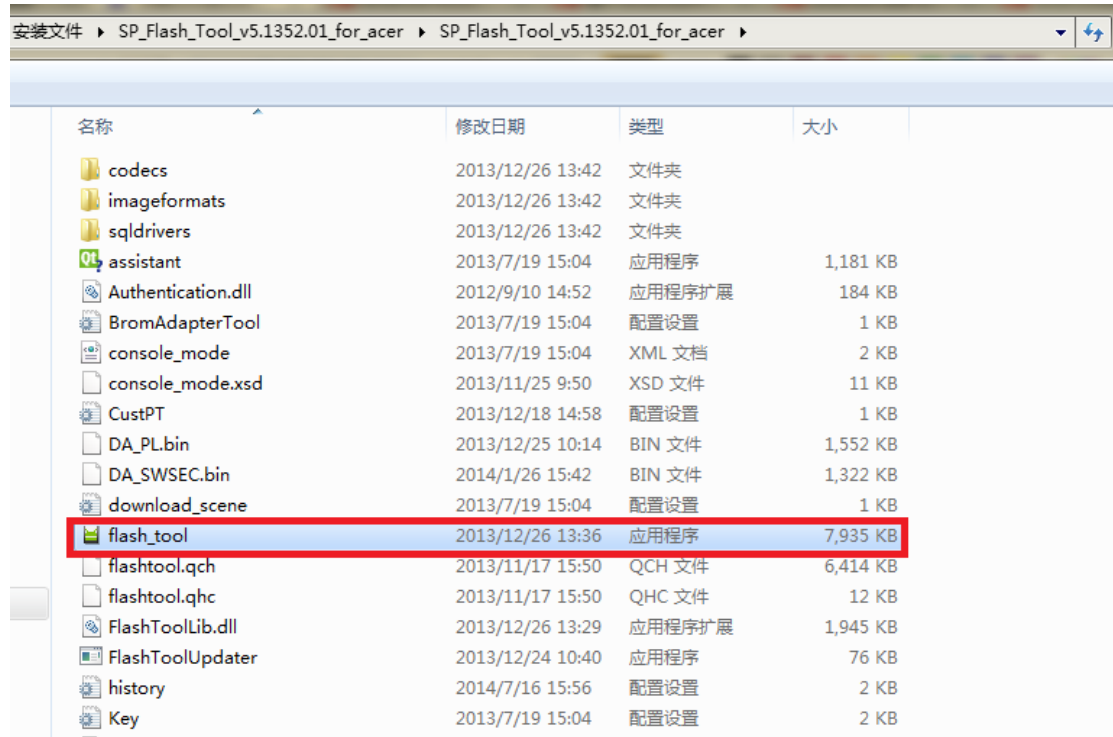 安装文件 SP_Flash_Tool_v5.1352.01_for_acer SP_Flash_Tool_v5.1352.01_for_acer
名称 修改日期 类型 大小
codecs 2013/12/26 13:42 文件夹
imageformats 2013/12/26 13:42 文件夹
sqldrivers 2013/12/26 13:42 文件夹
assistant 2013/7/19 15:04 应用程序 1,181 KB
Authentication.dll 2012/9/10 14:52 应用程序扩展 184 KB
BromAdapterTool 2013/7/19 15:04 配置设置 1 KB
console_mode 2013/7/19 15:04 XML 文档 2 KB
console_mode.xsd 2013/11/25 9:50 XSD 文件 11 KB
CustPT 2013/12/18 14:58 配置设置 1 KB
DA_PL.bin 2013/12/25 10:14 BIN 文件 1,552 KB
DA_SWSEC.bin 2014/1/26 15:42 BIN 文件 1,322 KB
download_scene 2013/7/19 15:04 配置设置 1 KB
flash_tool 2013/12/26 13:36 应用程序 7,935 KB
flashtool.qch 2013/11/17 15:50 QCH 文件 6,414 KB
flashtool.qhc 2013/11/17 15:50 QHC 文件 12 KB
FlashToolLib.dll 2013/12/26 13:29 应用程序扩展 1,945 KB
FlashToolUpdater 2013/12/24 10:40 应用程序 76 KB
history 2014/7/16 15:56 配置设置 2 KB
Key 2013/7/19 15:04 配置设置 2 KB